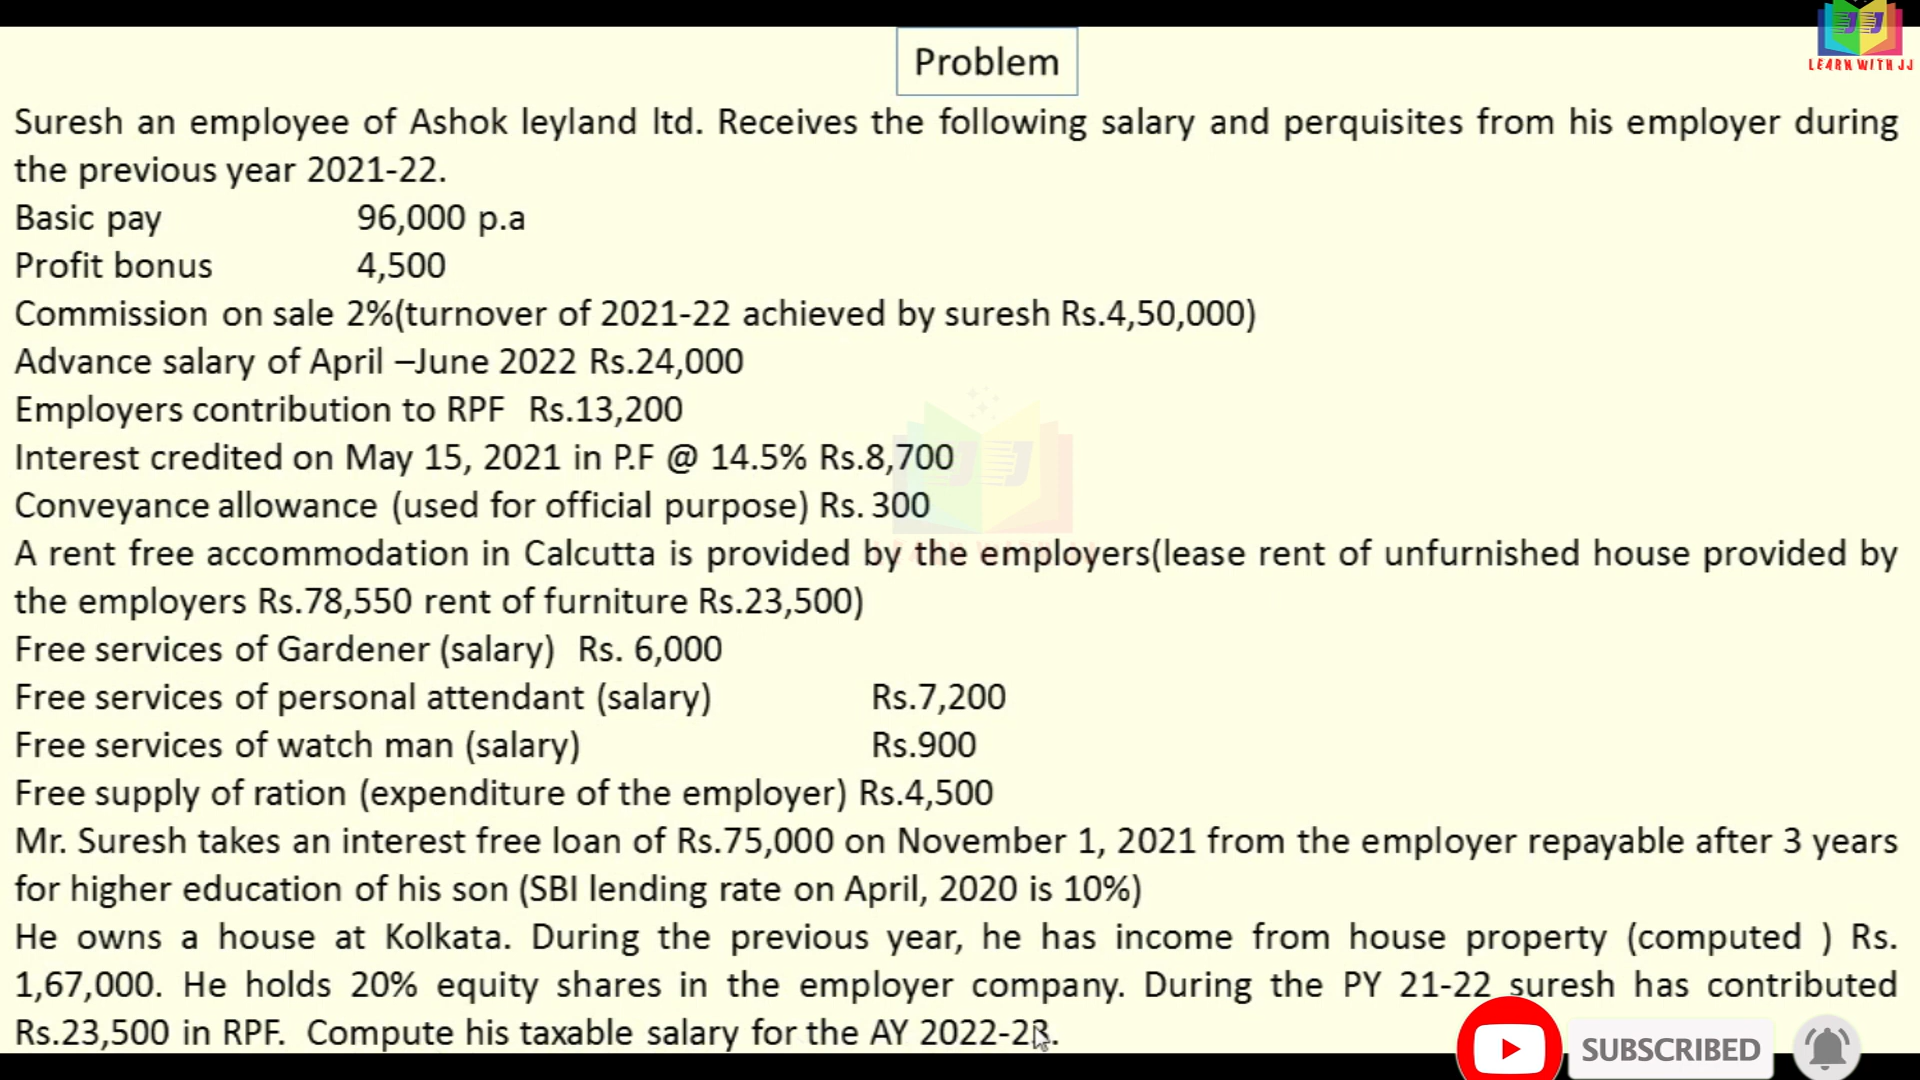 LEARN WITH JJ
Problem
Suresh an employee of Ashok leyland ltd. Receives the following salary and perquisites from his employer during
the previous year 2021-22.
Basic pay 96,000 p.a
Profit bonus 4,500
Commission on sale 2%(turnover of 2021-22 achieved by suresh Rs.4,50,000)
Advance salary of April –June 2022 Rs.24,000
Employers contribution to RPF Rs.13,200
Interest credited on May 15, 2021 in P.F @ 14.5% Rs.8,700
Conveyance allowance (used for official purpose) Rs. 300
A rent free accommodation in Calcutta is provided by the employers(lease rent of unfurnished house provided by
the employers Rs.78,550 rent of furniture Rs.23,500)
Free services of Gardener (salary) Rs. 6,000
Free services of personal attendant (salary) Rs.7,200
Free services of watch man (salary) Rs.900
Free supply of ration (expenditure of the employer) Rs.4,500
Mr. Suresh takes an interest free loan of Rs.75,000 on November 1, 2021 from the employer repayable after 3 years
for higher education of his son (SBI lending rate on April, 2020 is 10%)
He owns a house at Kolkata. During the previous year, he has income from house property (computed ) Rs.
1,67,000. He holds 20% equity shares in the employer company. During the PY 21-22 suresh has contributed
Rs.23,500 in RPF. Compute his taxable salary for the AY 2022-23.
SUBSCRIBED